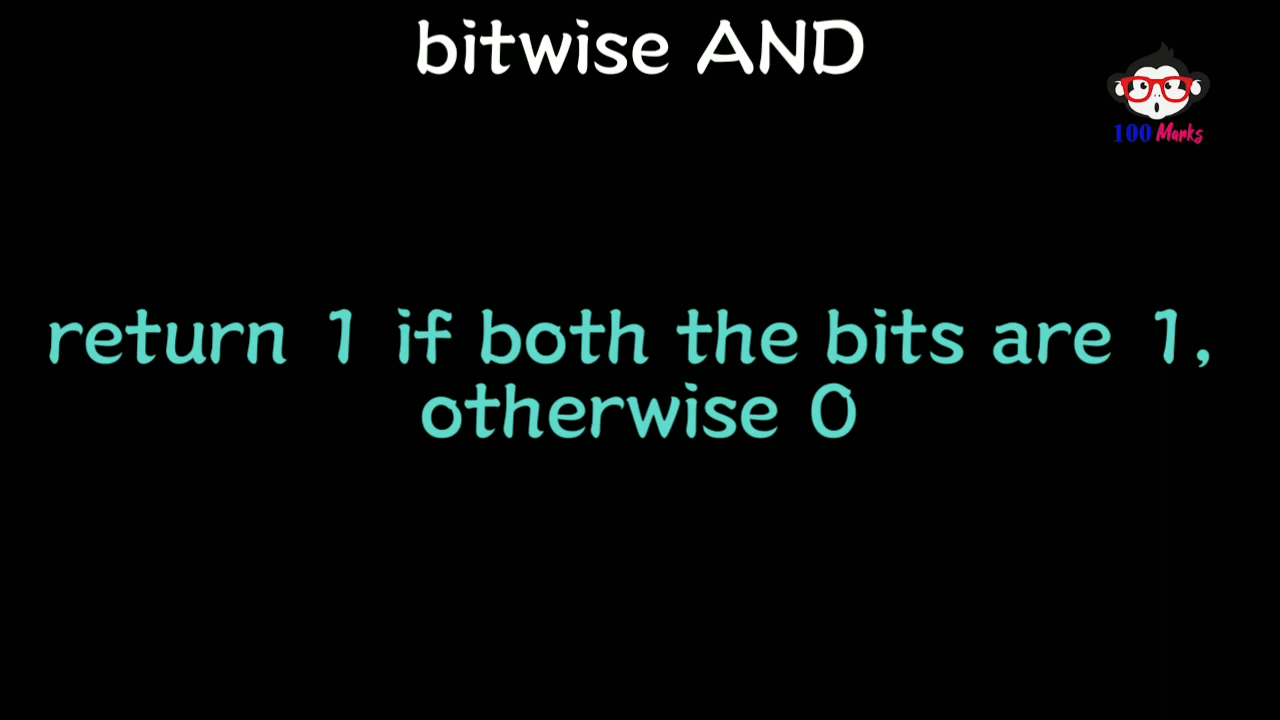 bitwise AND
100 Marks
return 1 if both the bits are 1,
otherwise 0